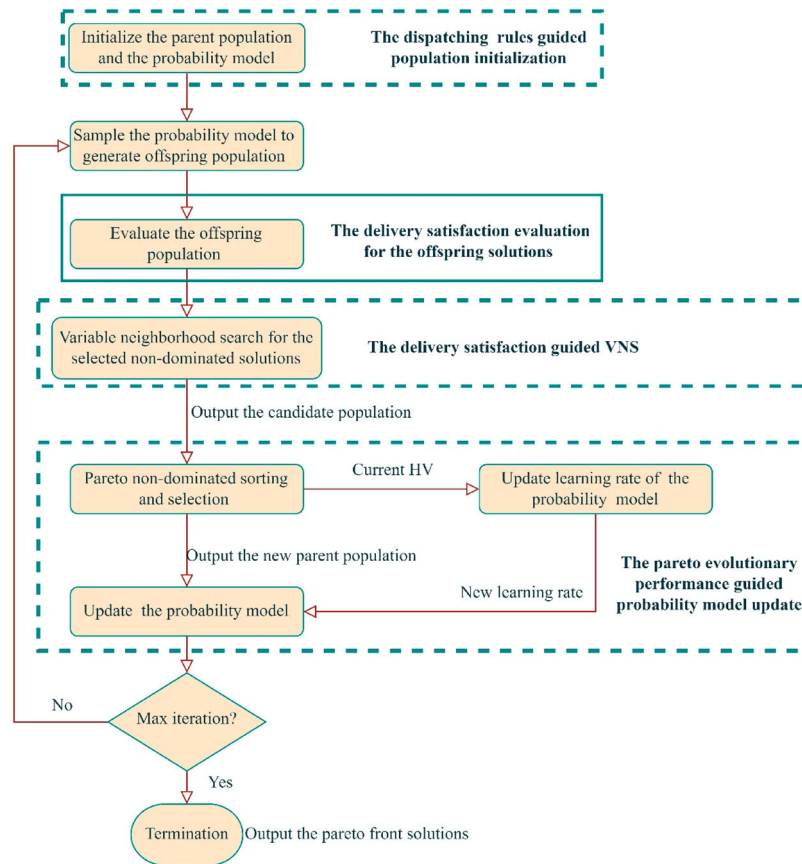 Initialize the parent population
and the probability model
The dispatching rules guided
population initialization
Sample the probability model to
generate offspring population
Evaluate the offspring
population
The delivery satisfaction evaluation
for the offspring solutions
Variable neighborhood search for the
selected non-dominated solutions
The delivery satisfaction guided VNS
Output the candidate population
Pareto non-dominated sorting
and selection
Current HV
Update learning rate of the
probability model
Output the new parent population
The pareto evolutionary
performance guided
probability model update
New learning rate
Update the probability model
No
Max iteration?
Yes
Termination
Output the pareto front solutions